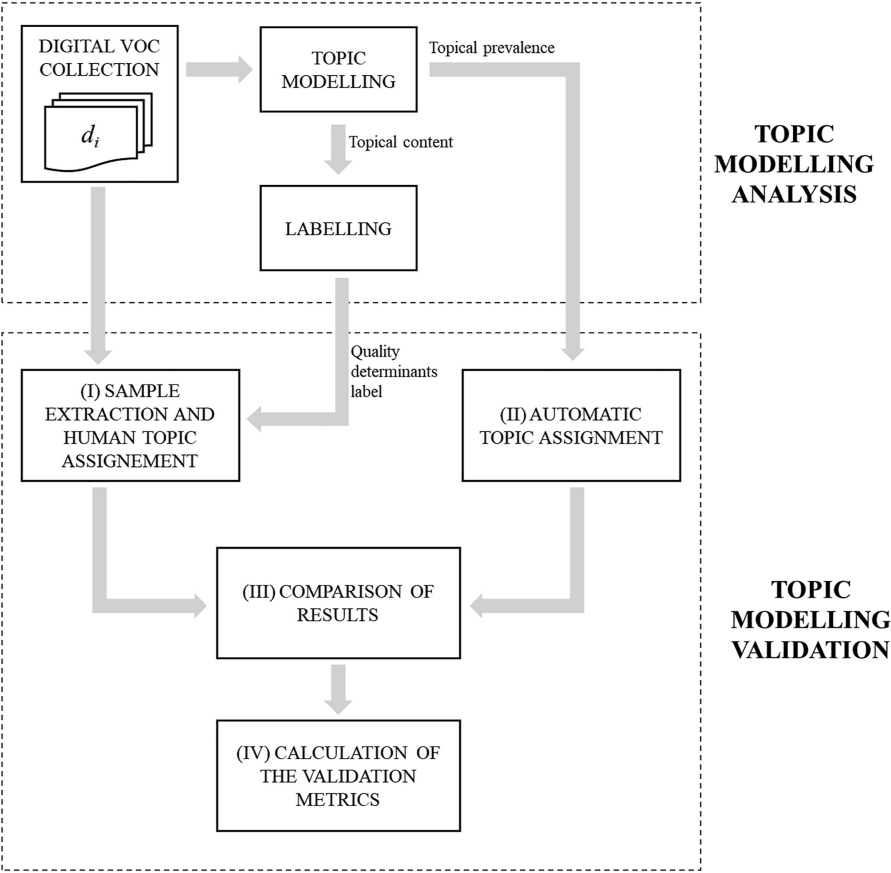 DIGITAL VOC
COLLECTION
di
TOPIC
MODELLING
Topical prevalence
Topical content
LABELLING
TOPIC
MODELLING
ANALYSIS
Quality
determinants
label
(I) SAMPLE
EXTRACTION AND
HUMAN TOPIC
ASSIGNEMENT
(II) AUTOMATIC
TOPIC ASSIGNMENT
(III) COMPARISON OF
RESULTS
(IV) CALCULATION OF
THE VALIDATION
METRICS
TOPIC
MODELLING
VALIDATION